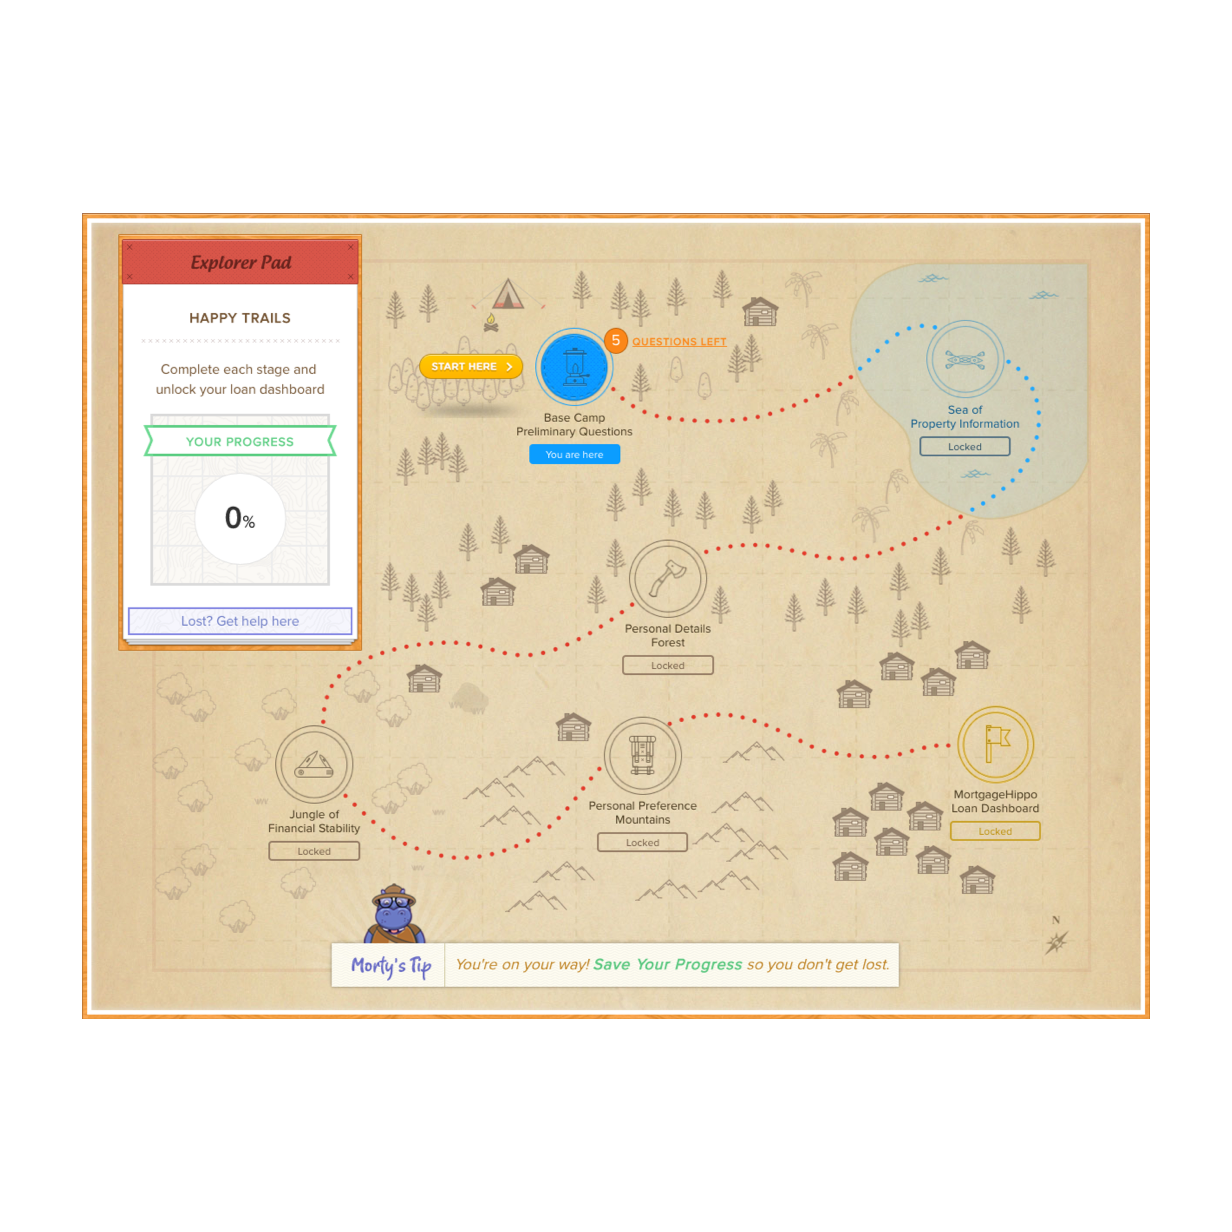 Explorer Pad
HAPPY TRAILS
Complete each stage and
unlock your loan dashboard
YOUR PROGRESS
0%
Lost? Get help here
START HERE
5 QUESTIONS LEFT
Base Camp
Preliminary Questions
You are here
Sea of
Property Information
Locked
Personal Details
Forest
Locked
Jungle of
Financial Stability
Locked
Personal Preference
Mountains
Locked
MortgageHippo
Loan Dashboard
Locked
N
Morty's Tip
You're on your way! Save Your Progress so you don't get lost.